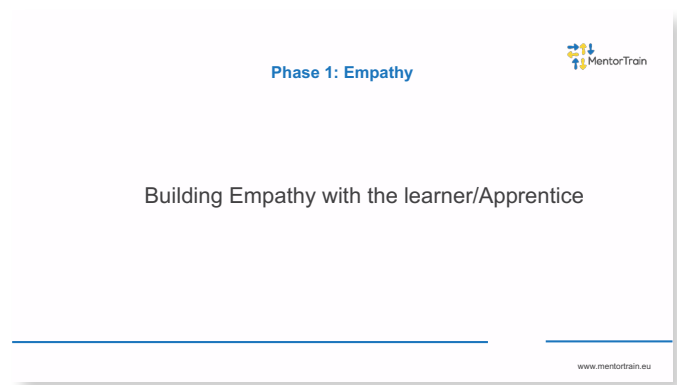 MentorTrain
Phase 1: Empathy
Building Empathy with the learner/Apprentice
www.mentortrain.eu